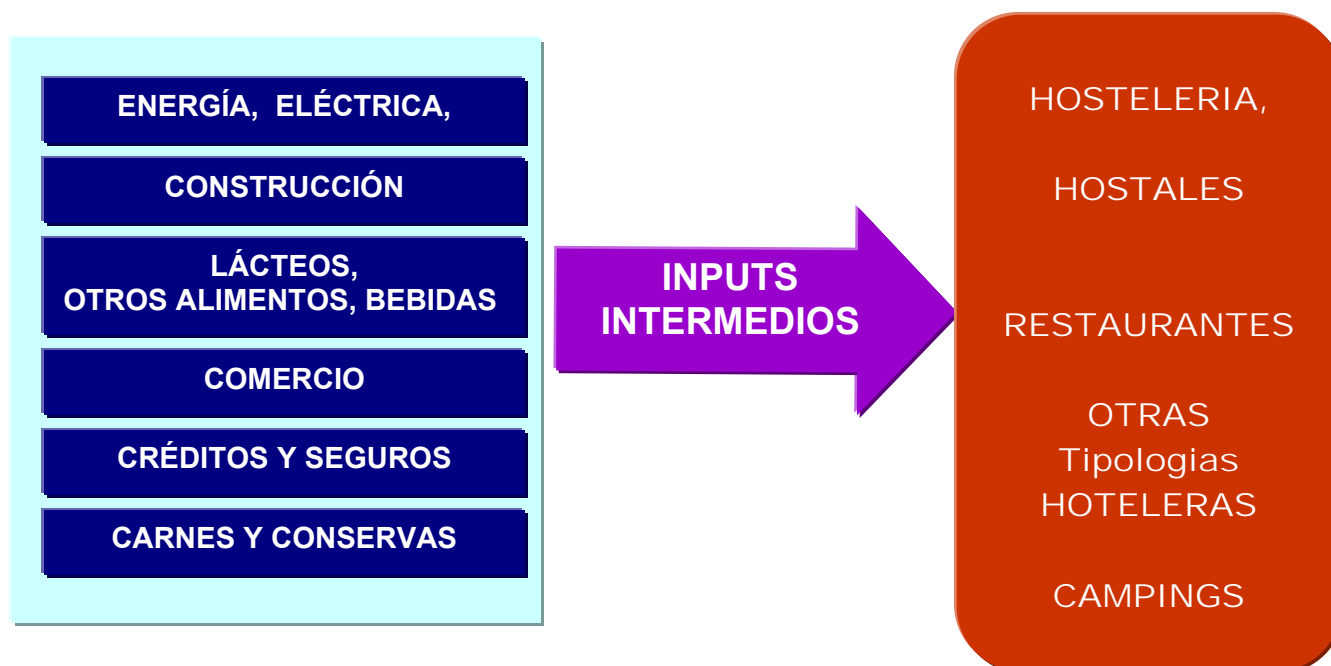 ENERGÍA, ELÉCTRICA,
CONSTRUCCIÓN
LÁCTEOS,
OTROS ALIMENTOS, BEBIDAS
COMERCIO
CRÉDITOS Y SEGUROS
CARNES Y CONSERVAS
INPUTS
INTERMEDIOS
HOSTELERIA,
HOSTALES
RESTAURANTES
OTRAS
Tipologias
HOTELERAS
CAMPINGS